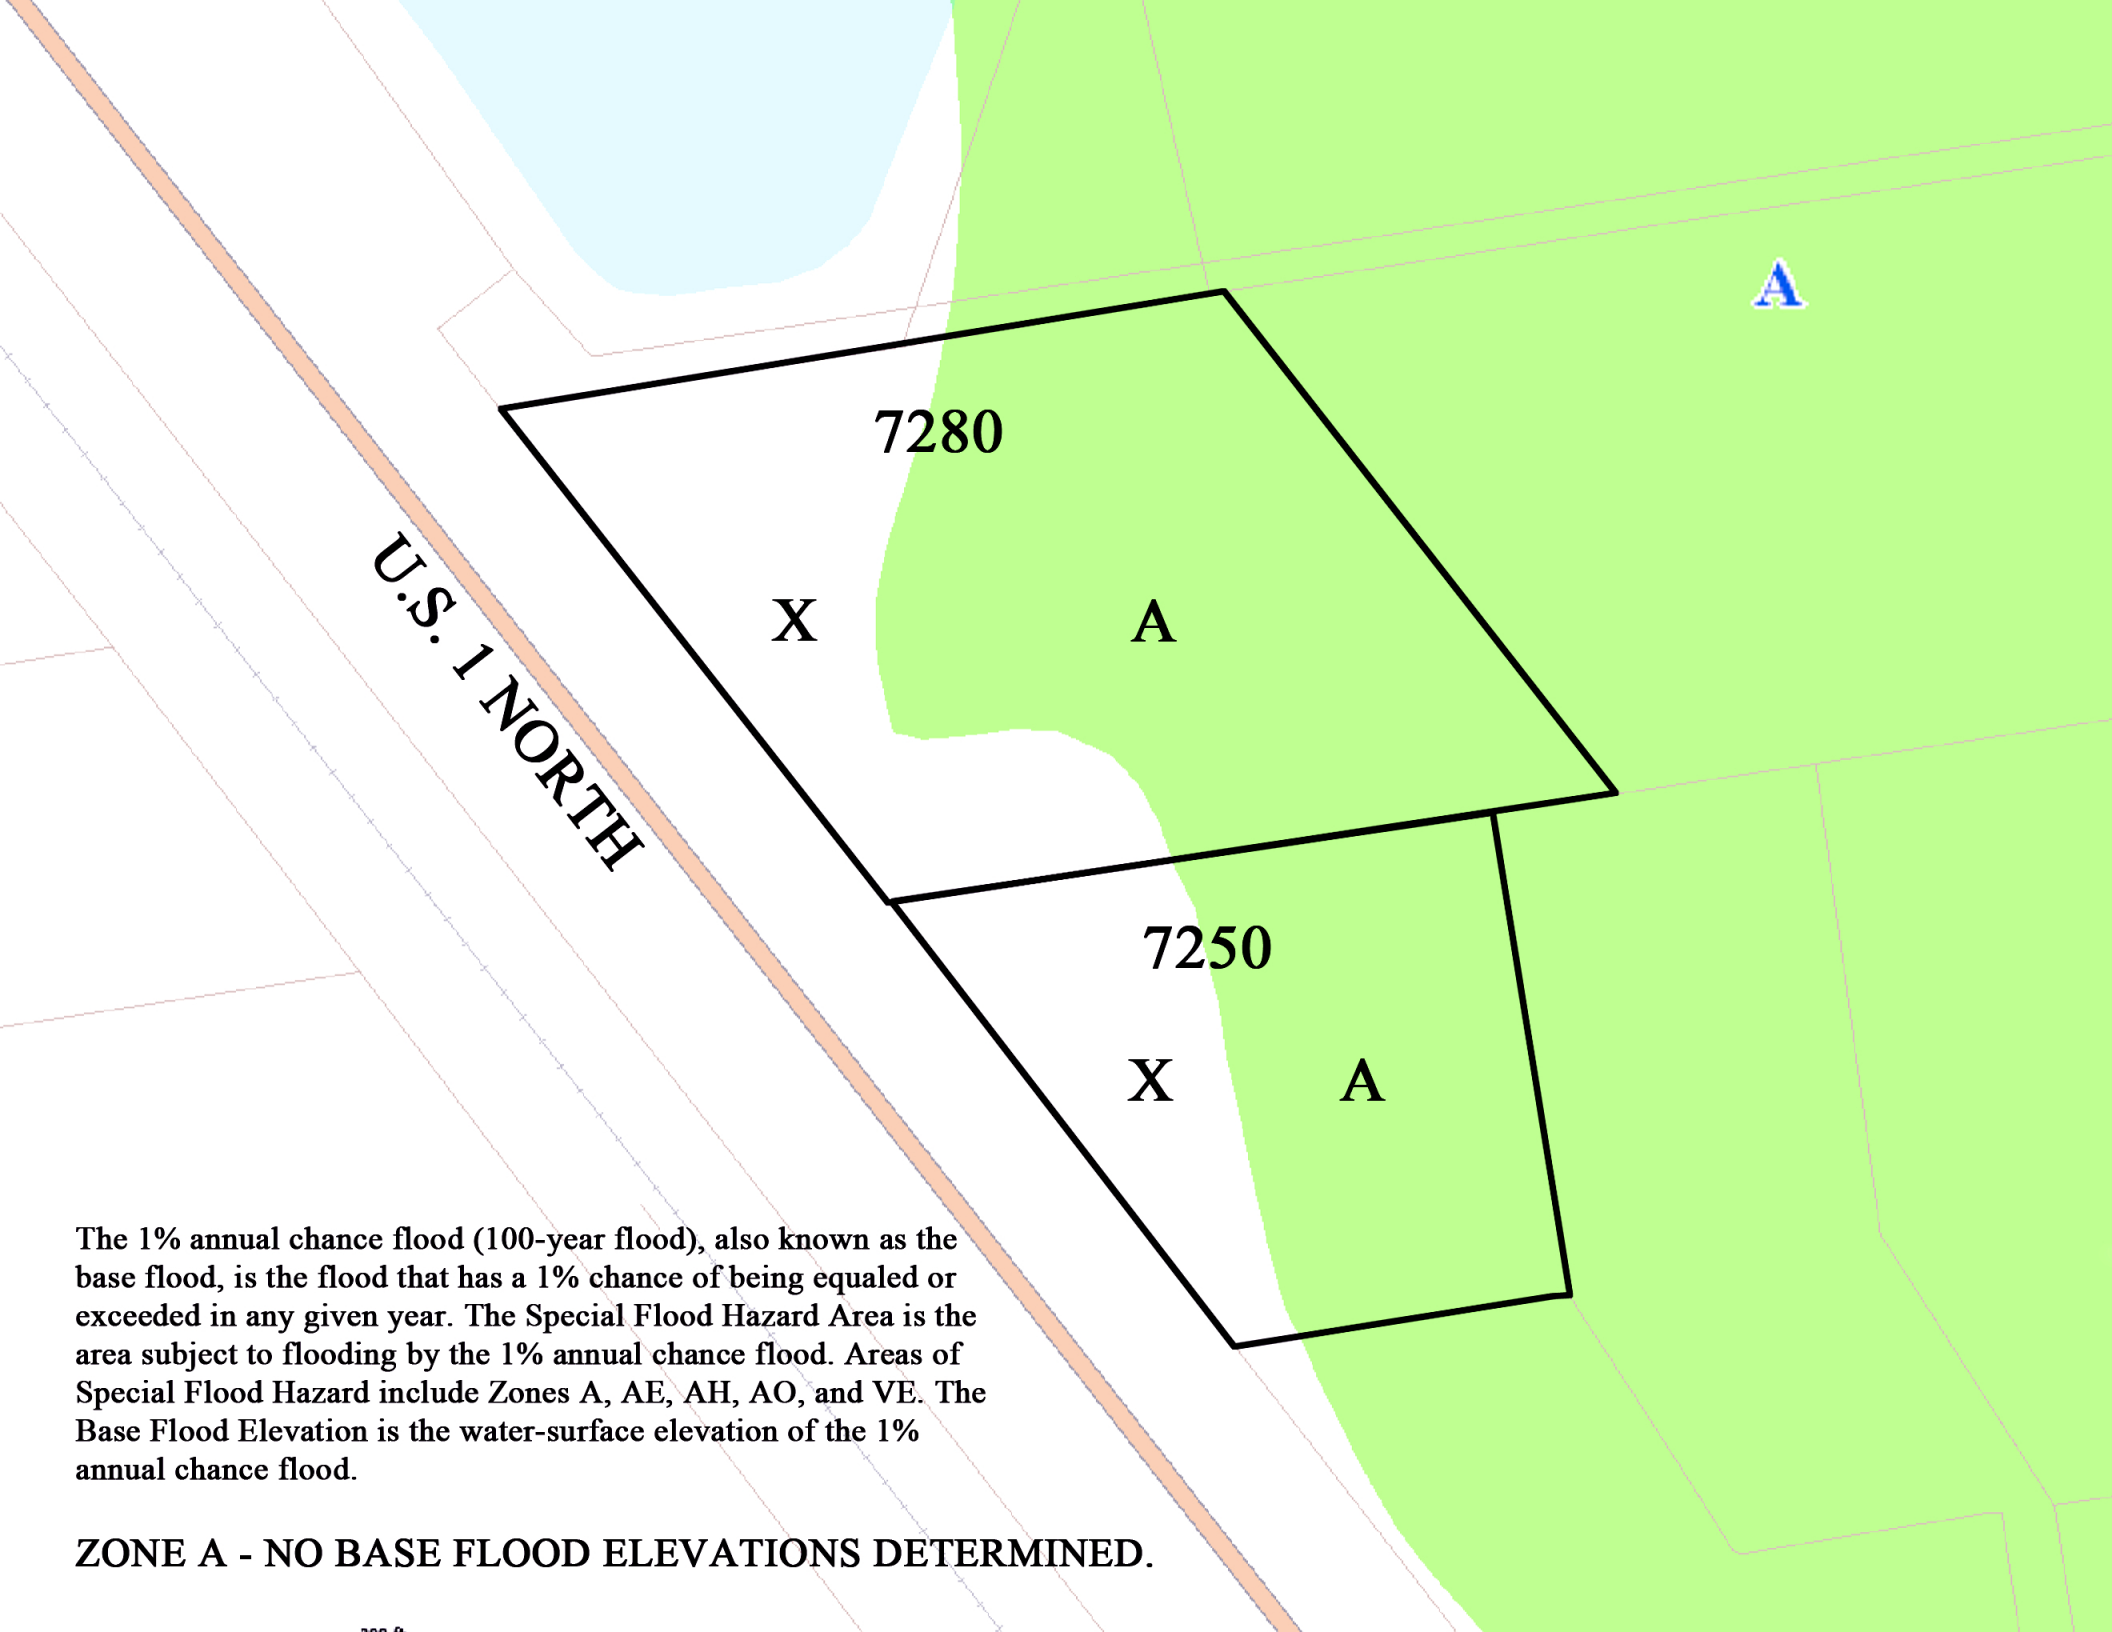 A
7280
X A
U.S. 1 NORTH
7250
X A
The 1% annual chance flood (100-year flood), also known as the
base flood, is the flood that has a 1% chance of being equaled or
exceeded in any given year. The Special Flood Hazard Area is the
area subject to flooding by the 1% annual chance flood. Areas of
Special Flood Hazard include Zones A, AE, AH, AO, and VE. The
Base Flood Elevation is the water-surface elevation of the 1%
annual chance flood.
ZONE A - NO BASE FLOOD ELEVATIONS DETERMINED.